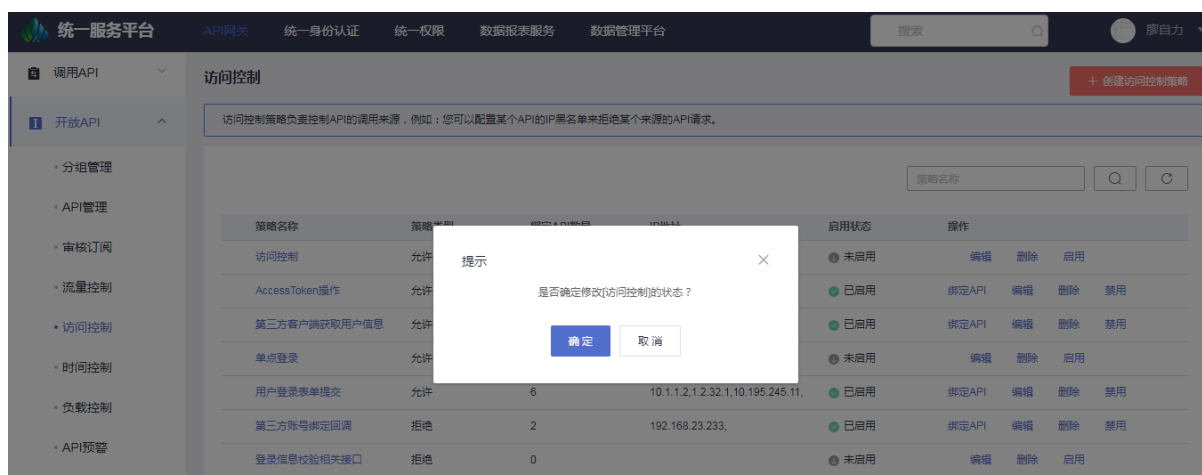 统一服务平台 API网关 统一身份认证 统一权限 数据报表服务 数据管理平台 搜索 廖自力
调用API
访问控制
+ 创建访问控制策略
开放API
访问控制策略负责控制API的调用来源，例如：您可以配置某个API的IP黑名单来拒绝某个来源的API请求。
分组管理
策略名称
API管理
审核订阅
流量控制
访问控制
时间控制
负载控制
API预警
策略名称 策略类型 绑定API数量 IP地址 启用状态 操作
访问控制 允许 未启用 编辑 删除 启用
AccessToken操作 允许 已启用 绑定API 编辑 删除 禁用
第三方客户端获取用户信息 允许 已启用 绑定API 编辑 删除 禁用
单点登录 允许 未启用 编辑 删除 启用
用户登录表单提交 允许 6 10.1.1.2,1.2.32.1,10.195.245.11, 已启用 绑定API 编辑 删除 禁用
第三方账号绑定回调 拒绝 2 192.168.23.233, 已启用 绑定API 编辑 删除 禁用
登录信息校验相关接口 拒绝 0 未启用 编辑 删除 启用
提示
是否确定修改[访问控制]的状态？
确定 取消